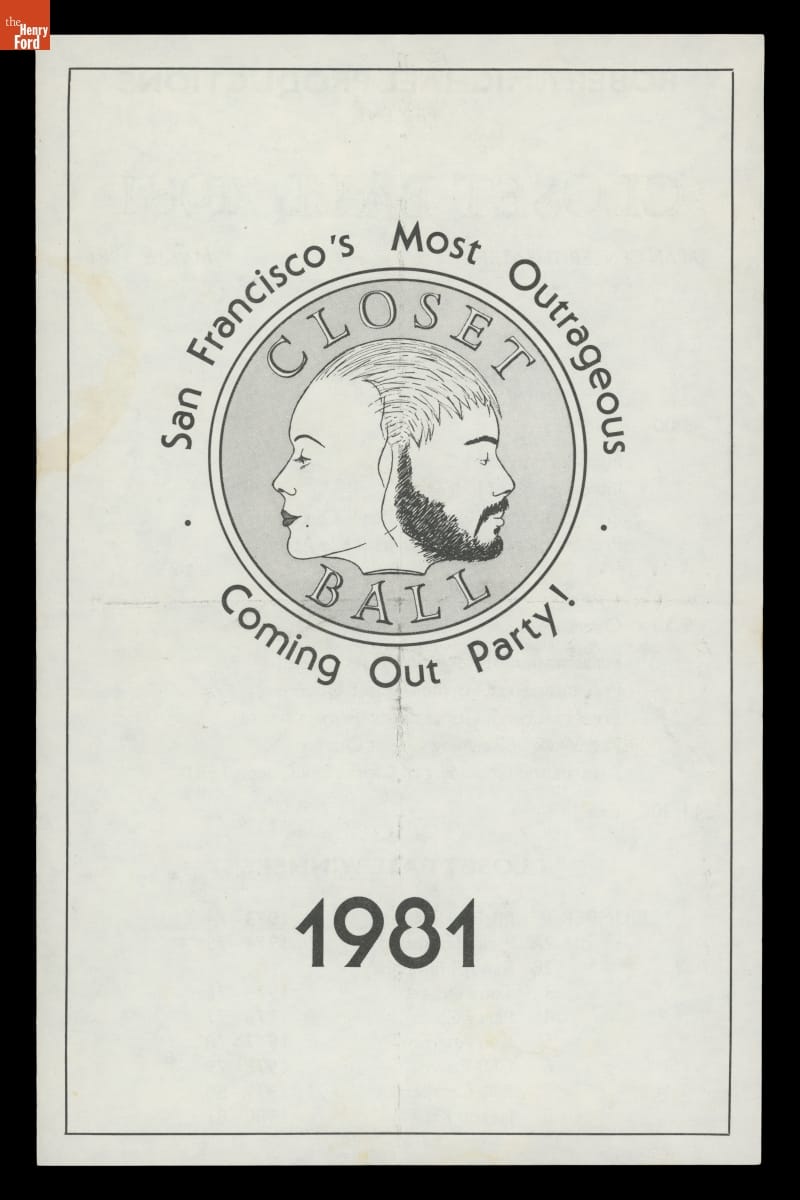 the
Henry
Ford
San Francisco's Most Outrageous
CLOSET
BALL
Coming Out Party!
1981